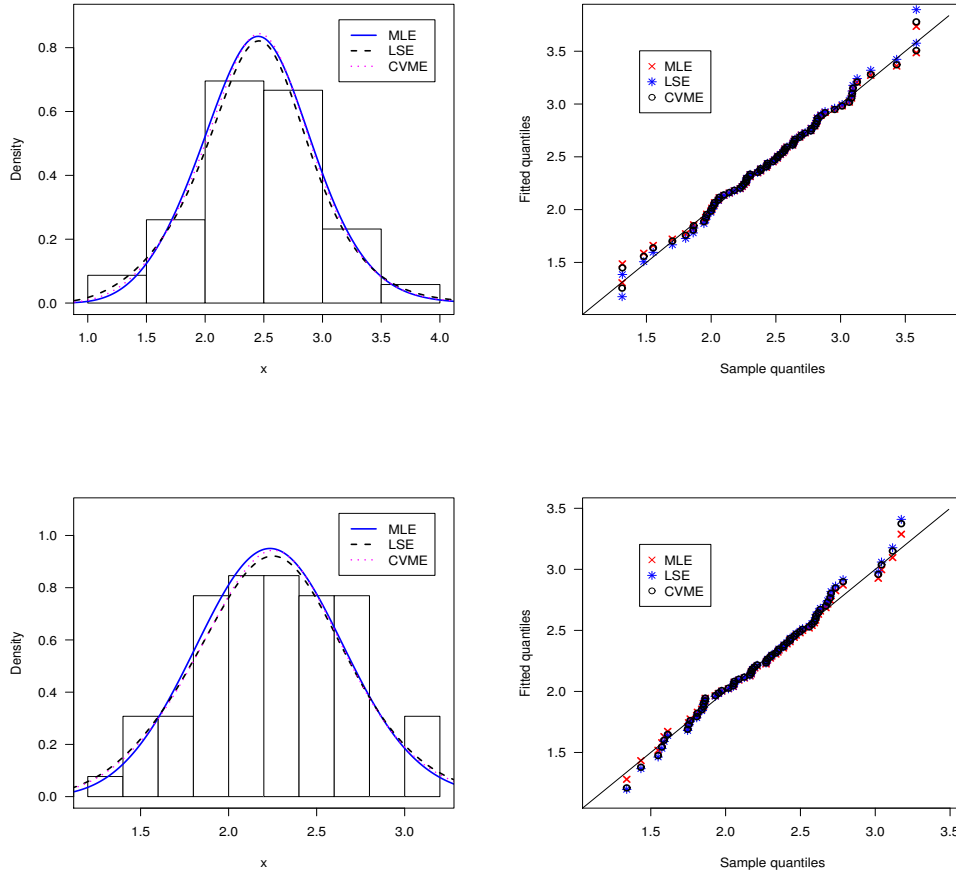 MLE
LSE
CVME
Density
0.0
0.2
0.4
0.6
0.8
1.0 1.5 2.0 2.5 3.0 3.5 4.0
x
MLE
LSE
CVME
Fitted quantiles
1.5
2.0
2.5
3.0
3.5
1.5 2.0 2.5 3.0 3.5
Sample quantiles
MLE
LSE
CVME
Density
0.0
0.2
0.4
0.6
0.8
1.0
1.5 2.0 2.5 3.0
x
MLE
LSE
CVME
Fitted quantiles
1.5
2.0
2.5
3.0
3.5
1.5 2.0 2.5 3.0 3.5
Sample quantiles